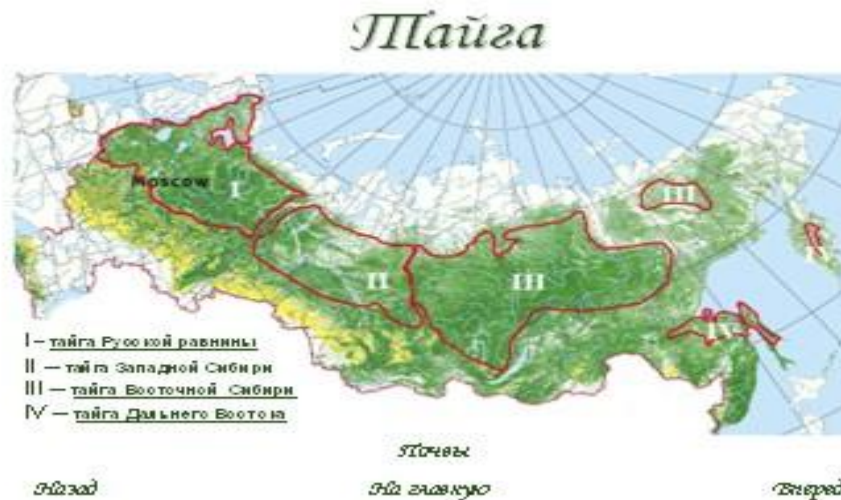 Тайга
Moscow
I
II
III
III
IV
I – тайга Русской равнины
II — тайга Западной Сибири
III — тайга Восточной Сибири
IV — тайга Дальнего Востока
Почвы
Назад На главную Вперед